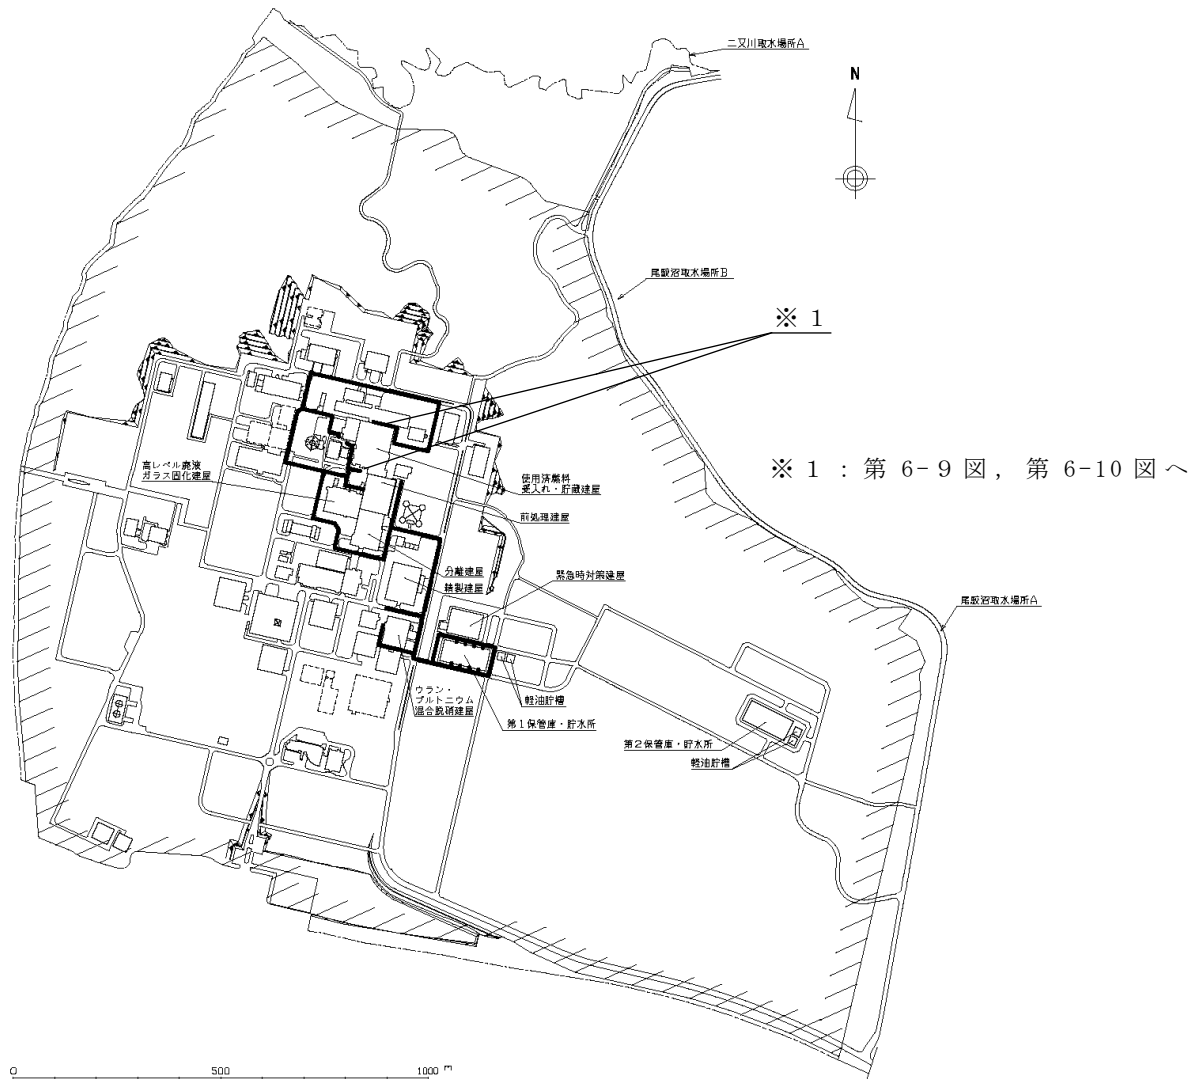 二又川取水場所A
N
尾駮沼取水場所B
※1
※1：第 6-9 図，第 6-10 図へ
高レベル廃液
ガラス固化建屋
使用済燃料
受入れ・貯蔵建屋
前処理建屋
分離建屋
精製建屋
緊急時対策建屋
尾駮沼取水場所A
ウラン・
プルトニウム
混合脱硝建屋
軽油貯槽
第1保管庫・貯水所
第2保管庫・貯水所
軽油貯槽
0 500 1000 m